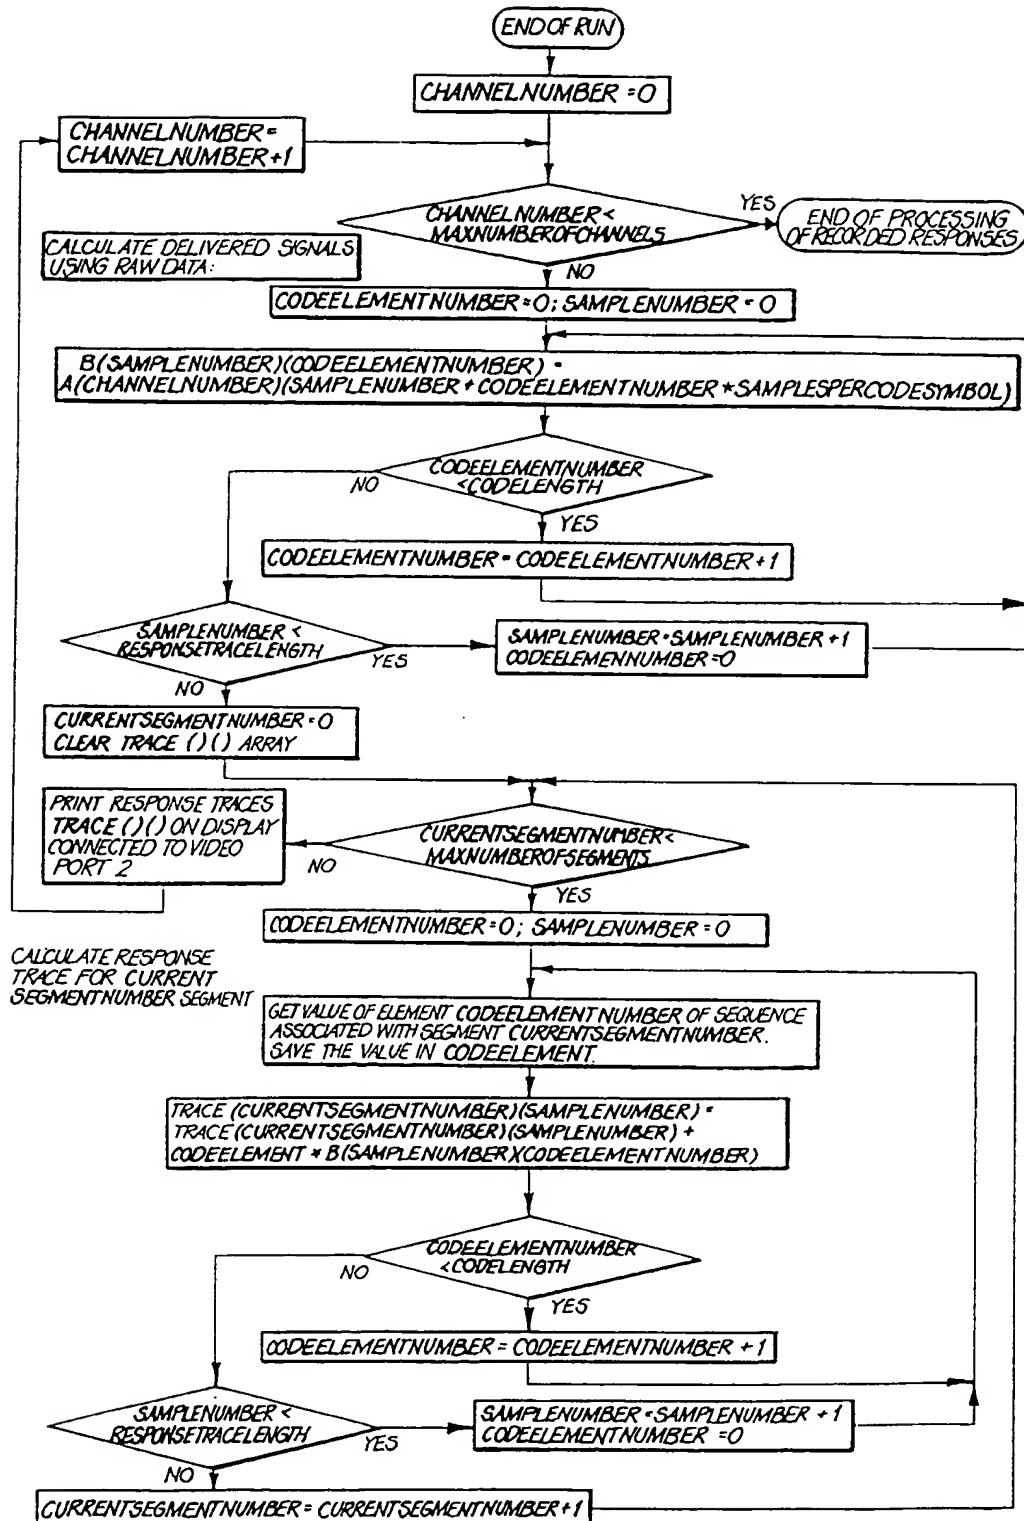 END OF RUN
CHANNELNUMBER = 0
CHANNELNUMBER =
CHANNELNUMBER +1
CHANNELNUMBER <
MAXNUMBEROFCHANNELS
YES
END OF PROCESSING
OF RECORDED RESPONSES
NO
CALCULATE DELIVERED SIGNALS
USING RAW DATA:
CODEELEMENTNUMBER = 0; SAMPLENUMBER = 0
B(SAMPLENUMBER)(CODEELEMENTNUMBER) =
A(CHANNELNUMBER)(SAMPLENUMBER + CODEELEMENTNUMBER * SAMPLESPERCODESYMBOL)
CODEELEMENTNUMBER
<CODELENGTH
NO
YES
CODEELEMENTNUMBER = CODEELEMENTNUMBER +1
SAMPLENUMBER <
RESPONSETRACELENGTH
YES
SAMPLENUMBER = SAMPLENUMBER +1
CODEELEMENNUMBER =0
NO
CURRENTSEGMENTNUMBER = 0
CLEAR TRACE ()() ARRAY
PRINT RESPONSE TRACES
TRACE ()() ON DISPLAY
CONNECTED TO VIDEO
PORT 2
CURRENTSEGMENTNUMBER <
MAXNUMBEROFSEGMENTS
NO
YES
CODEELEMENTNUMBER=0; SAMPLENUMBER = 0
CALCULATE RESPONSE
TRACE FOR CURRENT
SEGMENTNUMBER SEGMENT
GET VALUE OF ELEMENT CODEELEMENTNUMBER OF SEQUENCE
ASSOCIATED WITH SEGMENT CURRENTSEGMENTNUMBER.
SAVE THE VALUE IN CODEELEMENT.
TRACE (CURRENTSEGMENTNUMBER)(SAMPLENUMBER) =
TRACE (CURRENTSEGMENTNUMBER)(SAMPLENUMBER) +
CODEELEMENT * B(SAMPLENUMBER)(CODEELEMENTNUMBER)
CODEELEMENTNUMBER
<CODELENGTH
NO
YES
CODEELEMENTNUMBER = CODEELEMENTNUMBER +1
SAMPLENUMBER <
RESPONSETRACELENGTH
YES
SAMPLENUMBER = SAMPLENUMBER +1
CODEELEMENTNUMBER =0
NO
CURRENTSEGMENTNUMBER = CURRENTSEGMENTNUMBER+1